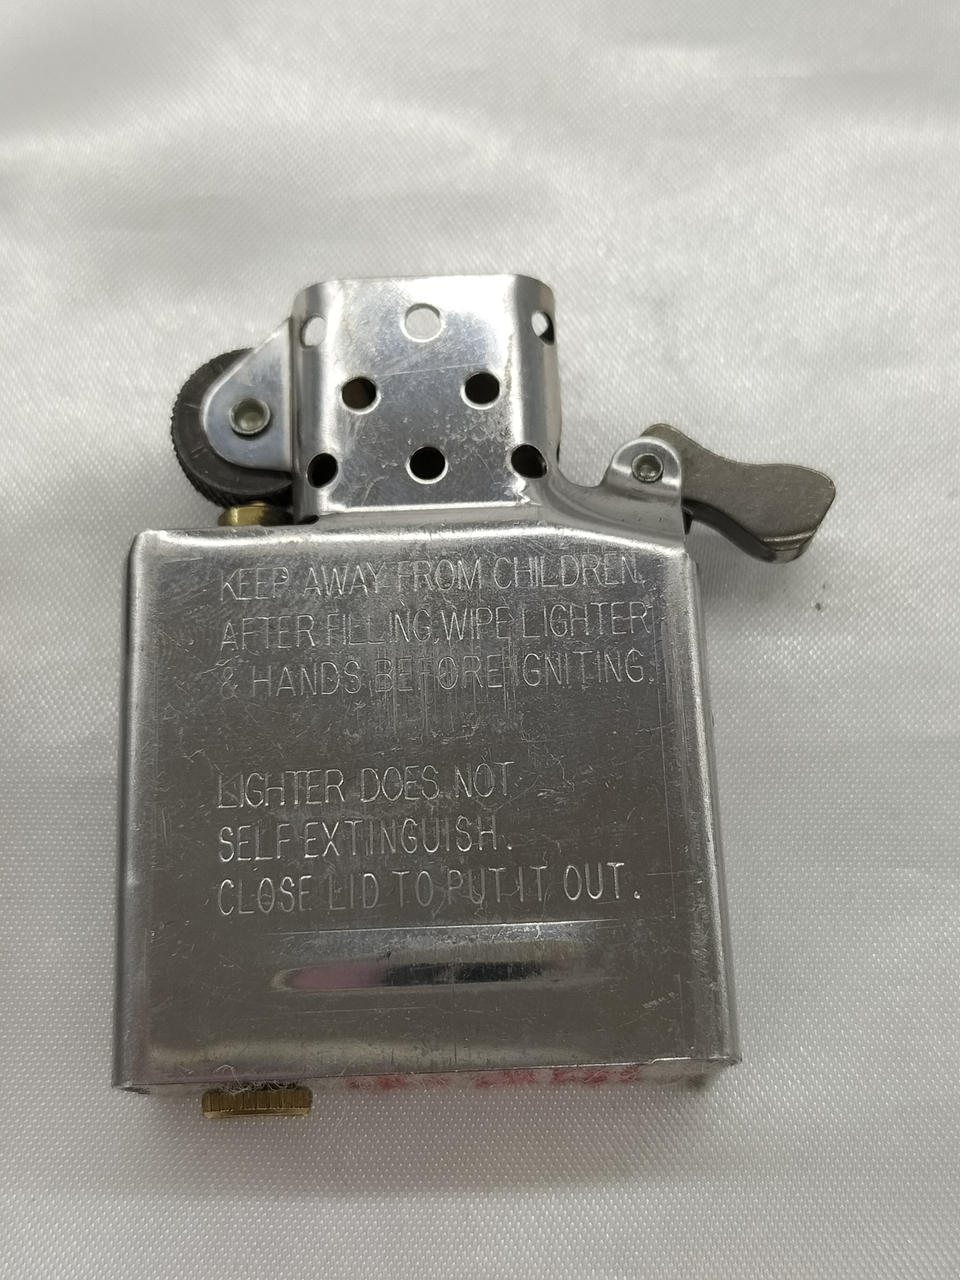 KEEP AWAY FROM CHILDREN.
AFTER FILLING, WIPE LIGHTER
& HANDS BEFORE IGNITING.
LIGHTER DOES NOT
SELF EXTINGUISH.
CLOSE LID TO PUT IT OUT.